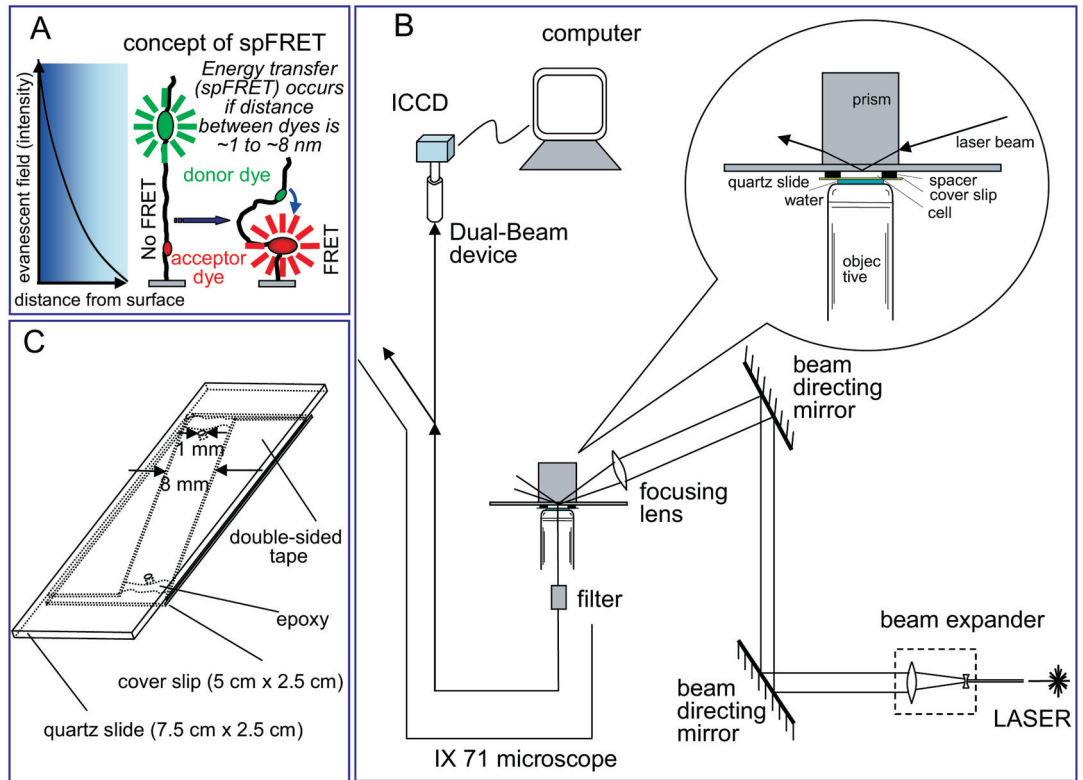 A
concept of spFRET
Energy transfer
(spFRET) occurs
if distance
between dyes is
~1 to ~8 nm
evanescent field (intensity)
donor dye
No FRET
acceptor
dye
FRET
distance from surface
B
computer
ICCD
Dual-Beam
device
prism
laser beam
quartz slide
water
spacer
cover slip
cell
objec
tive
beam
directing
mirror
focusing
lens
filter
beam expander
beam
directing
mirror
LASER
IX 71 microscope
C
1 mm
8 mm
double-sided
tape
epoxy
cover slip (5 cm x 2.5 cm)
quartz slide (7.5 cm x 2.5 cm)